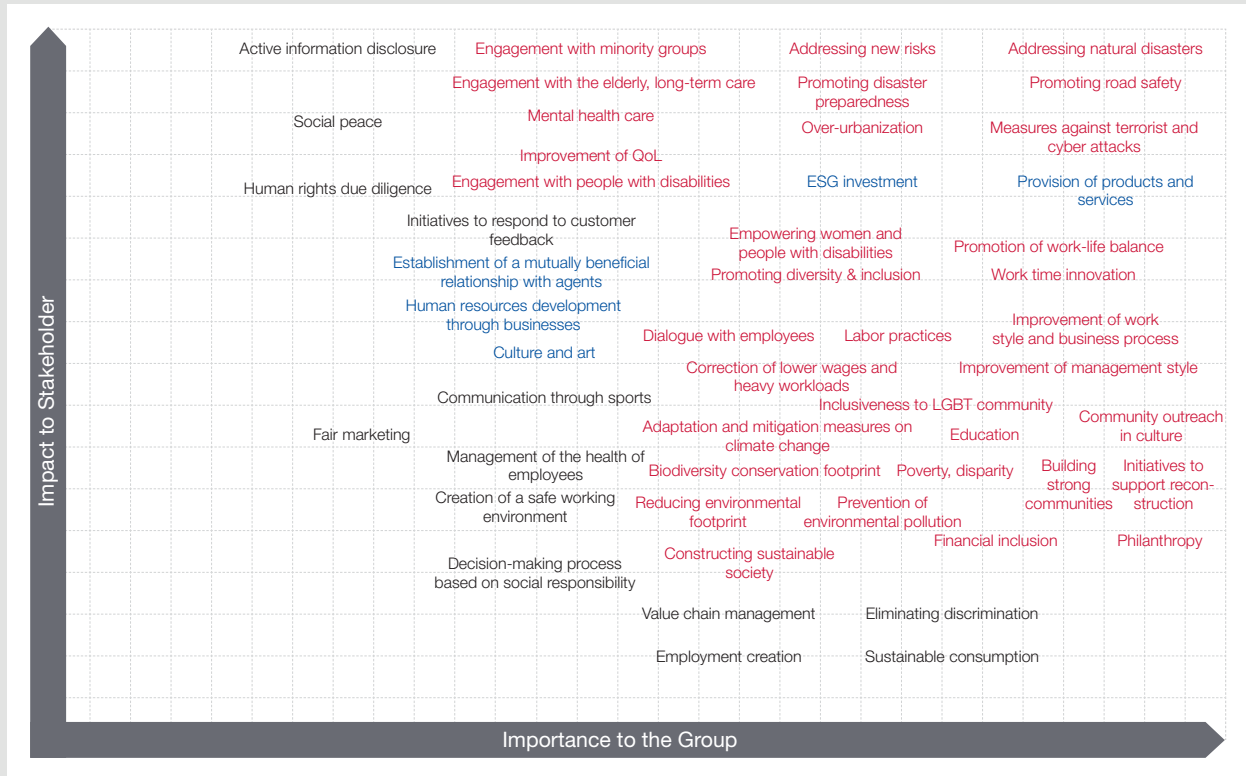 Active information disclosure
Engagement with minority groups
Addressing new risks
Addressing natural disasters
Engagement with the elderly, long-term care
Promoting disaster
preparedness
Promoting road safety
Social peace
Mental health care
Over-urbanization
Measures against terrorist and
cyber attacks
Improvement of QoL
Human rights due diligence
Engagement with people with disabilities
ESG investment
Provision of products and
services
Initiatives to respond to customer
feedback
Empowering women and
people with disabilities
Promotion of work-life balance
Establishment of a mutually beneficial
relationship with agents
Promoting diversity & inclusion
Work time innovation
Human resources development
through businesses
Dialogue with employees
Labor practices
Improvement of work
style and business process
Culture and art
Correction of lower wages and
heavy workloads
Improvement of management style
Communication through sports
Inclusiveness to LGBT community
Community outreach
in culture
Fair marketing
Adaptation and mitigation measures on
climate change
Education
Management of the health of
employees
Biodiversity conservation footprint
Poverty, disparity
Building
strong
communities
Initiatives to
support recon-
struction
Creation of a safe working
environment
Reducing environmental
footprint
Prevention of
environmental pollution
Financial inclusion
Philanthropy
Decision-making process
based on social responsibility
Constructing sustainable
society
Value chain management
Eliminating discrimination
Employment creation
Sustainable consumption
Impact to Stakeholder
Importance to the Group